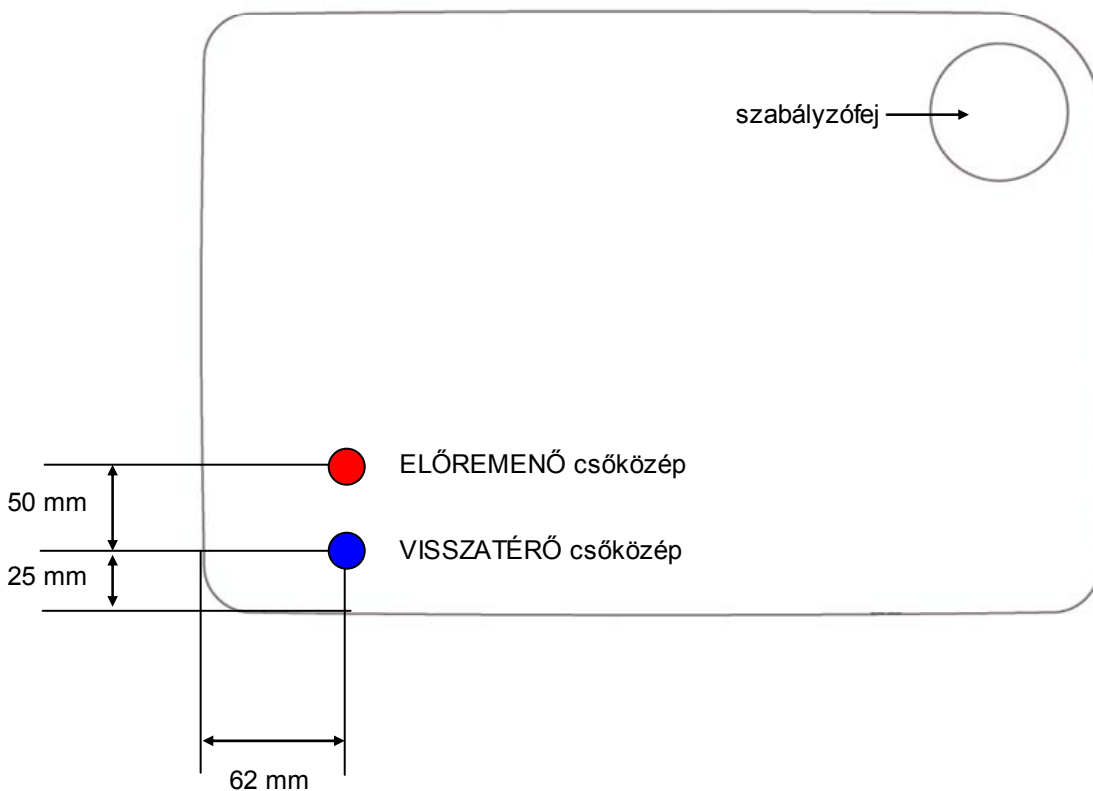 szabályzófej
ELŐREMENŐ csőközép
50 mm
VISSZATÉRŐ csőközép
25 mm
62 mm